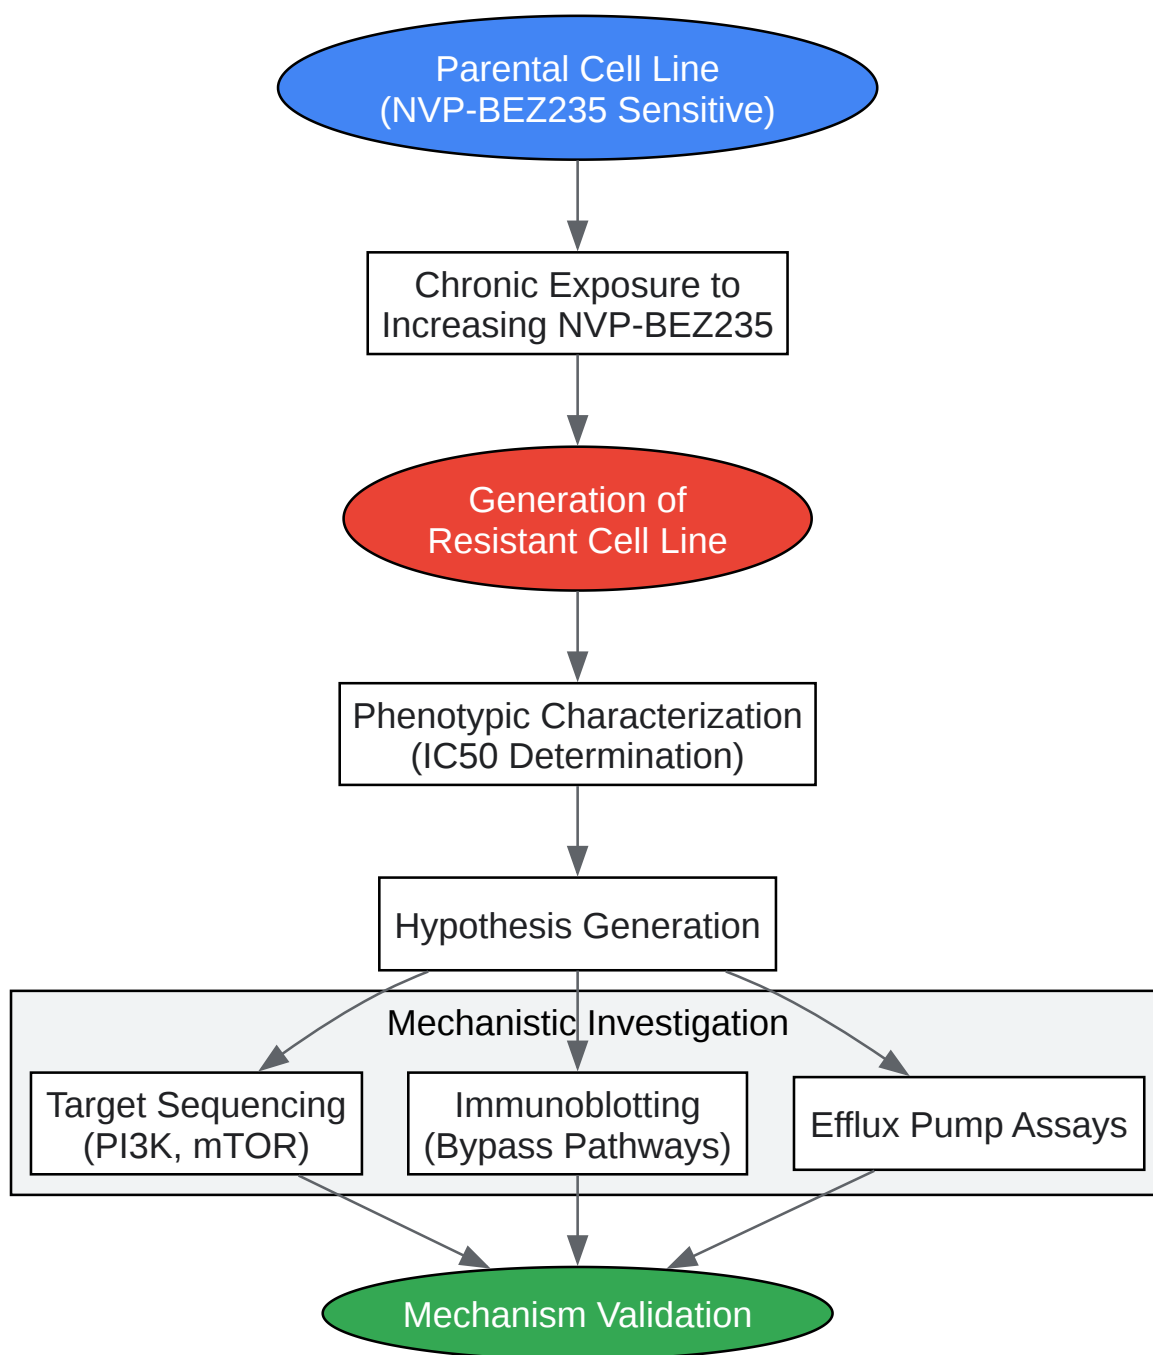 Parental Cell Line
(NVP-BEZ235 Sensitive)
Chronic Exposure to
Increasing NVP-BEZ235
Generation of
Resistant Cell Line
Phenotypic Characterization
(IC50 Determination)
Hypothesis Generation
Mechanistic Investigation
Target Sequencing
(PI3K, mTOR)
Immunoblotting
(Bypass Pathways)
Efflux Pump Assays
Mechanism Validation